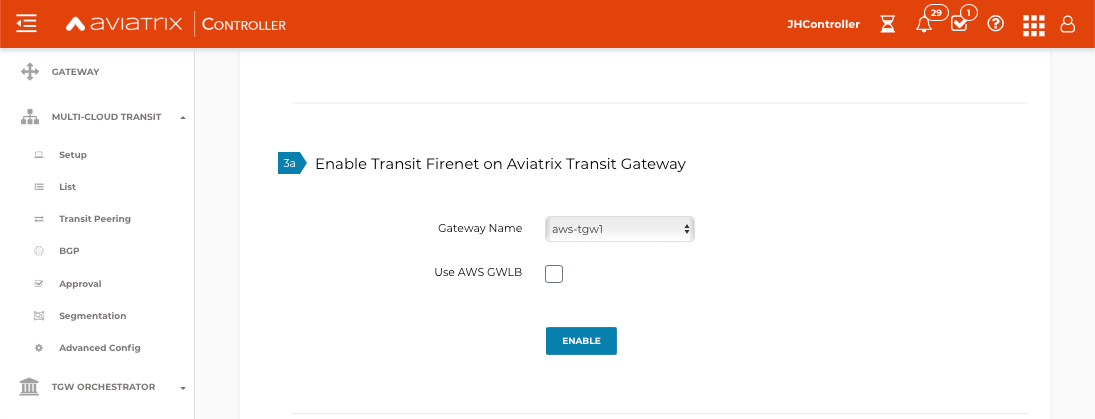 aviatrix CONTROLLER
JHController
29
1
GATEWAY
MULTI-CLOUD TRANSIT
Setup
List
Transit Peering
BGP
Approval
Segmentation
Advanced Config
TGW ORCHESTRATOR
3a Enable Transit Firenet on Aviatrix Transit Gateway
Gateway Name aws-tgw1
Use AWS GWLB
ENABLE